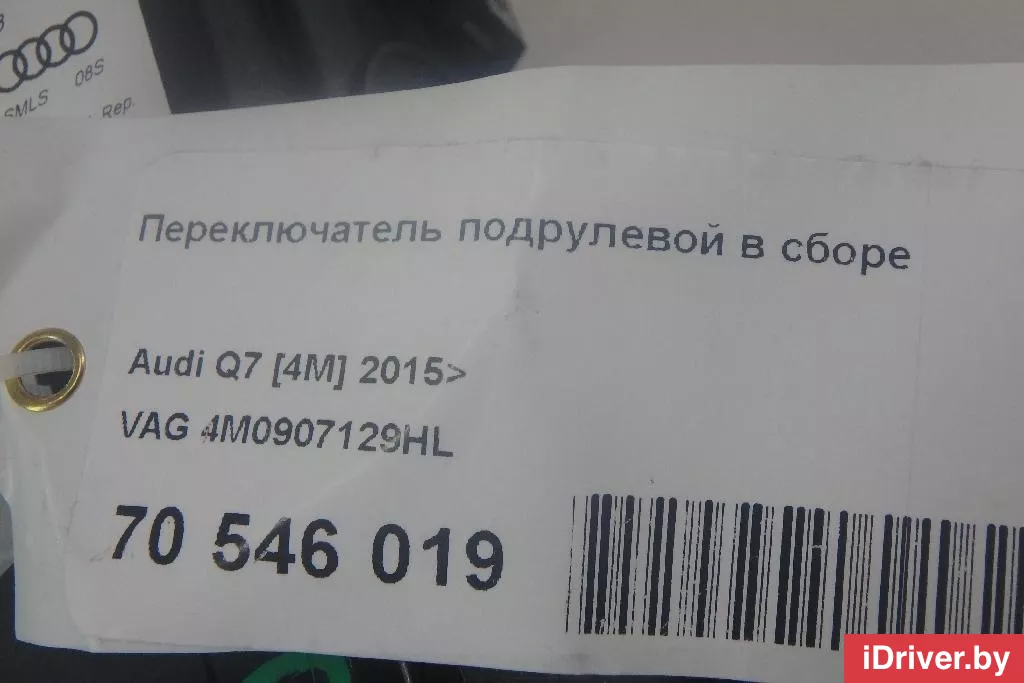 SMLS 08S
Rep.
Переключатель подрулевой в сборе
Audi Q7 [4M] 2015>
VAG 4M0907129HL
70 546 019
iDriver.by